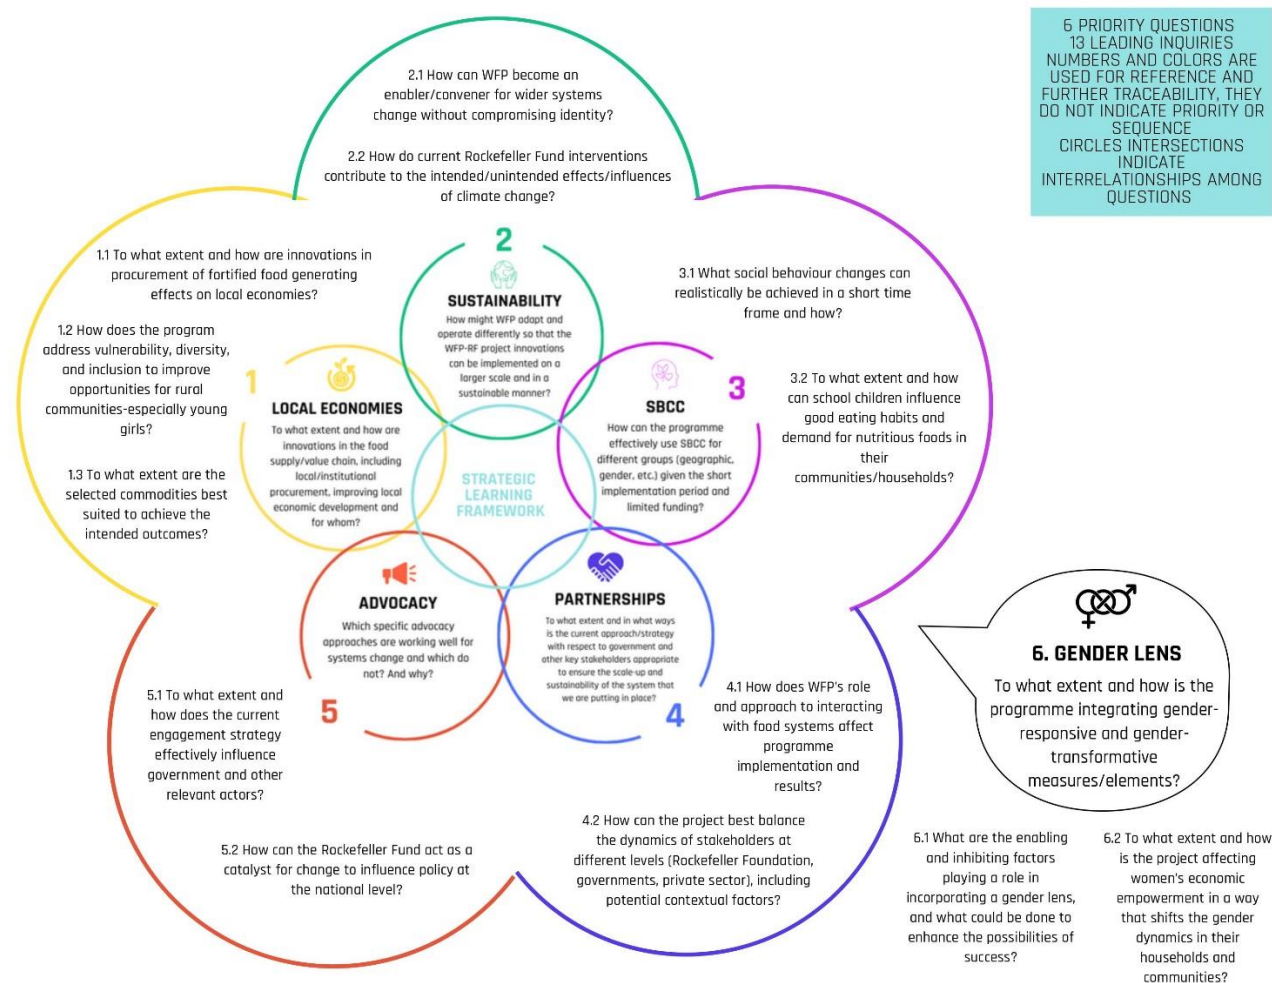 6 PRIORITY QUESTIONS
13 LEADING INQUIRIES
NUMBERS AND COLORS ARE
USED FOR REFERENCE AND
FURTHER TRACEABILITY, THEY
DO NOT INDICATE PRIORITY OR
SEQUENCE
CIRCLES INTERSECTIONS
INDICATE
INTERRELATIONSHIPS AMONG
QUESTIONS
2.1 How can WFP become an
enabler/convener for wider systems
change without compromising identity?
2.2 How do current Rockefeller Fund interventions
contribute to the intended/unintended effects/influences
of climate change?
1.1 To what extent and how are innovations in
procurement of fortified food generating
effects on local economies?
1.2 How does the program
address vulnerability, diversity,
and inclusion to improve
opportunities for rural
communities-especially young
girls?
1.3 To what extent are the
selected commodities best
suited to achieve the
intended outcomes?
1
LOCAL ECONOMIES
To what extent and how are
innovations in the food
supply/value chain, including
local/institutional
procurement, improving local
economic development and
for whom?
2
SUSTAINABILITY
How might WFP adapt and
operate differently so that the
WFP-RF project innovations
can be implemented on a
larger scale and in a
sustainable manner?
3
SBCC
How can the programme
effectively use SBCC for
different groups (geographic,
gender, etc.) given the short
implementation period and
limited funding?
3.1 What social behaviour changes can
realistically be achieved in a short time
frame and how?
3.2 To what extent and how
can school children influence
good eating habits and
demand for nutritious foods in
their
communities/households?
STRATEGIC
LEARNING
FRAMEWORK
ADVOCACY
Which specific advocacy
approaches are working well for
systems change and which do
not? And why?
5
PARTNERSHIPS
To what extent and in what ways
is the current approach/strategy
with respect to government and
other key stakeholders appropriate
to ensure the scale-up and
sustainability of the system that
we are putting in place?
4
4.1 How does WFP's role
and approach to interacting
with food systems affect
programme
implementation and
results?
4.2 How can the project best balance
the dynamics of stakeholders at
different levels (Rockefeller Foundation,
governments, private sector), including
potential contextual factors?
5.1 To what extent and
how does the current
engagement strategy
effectively influence
government and other
relevant actors?
5.2 How can the Rockefeller Fund act as a
catalyst for change to influence policy at
the national level?
6. GENDER LENS
To what extent and how is the
programme integrating gender-
responsive and gender-
transformative
measures/elements?
6.1 What are the enabling
and inhibiting factors
playing a role in
incorporating a gender lens,
and what could be done to
enhance the possibilities of
success?
6.2 To what extent and how
is the project affecting
women's economic
empowerment in a way
that shifts the gender
dynamics in their
households and
communities?